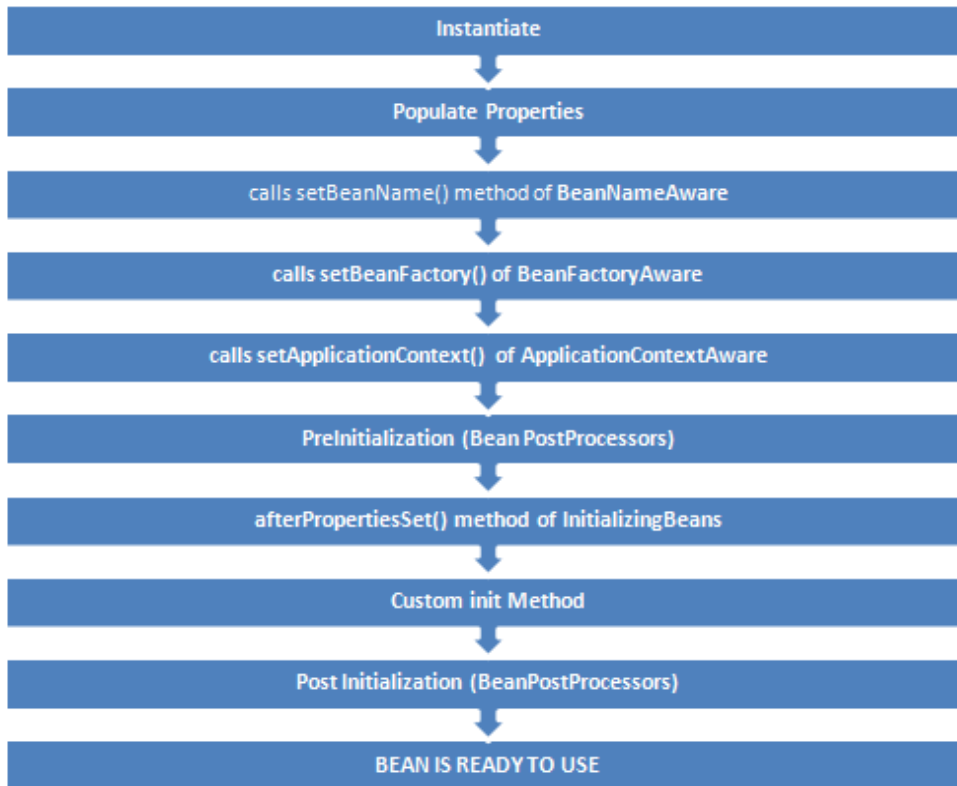 Instantiate
Populate Properties
calls setBeanName() method of BeanNameAware
calls setBeanFactory() of BeanFactoryAware
calls setApplicationContext() of ApplicationContextAware
PreInitialization (Bean PostProcessors)
afterPropertiesSet() method of InitializingBeans
Custom init Method
Post Initialization (BeanPostProcessors)
BEAN IS READY TO USE